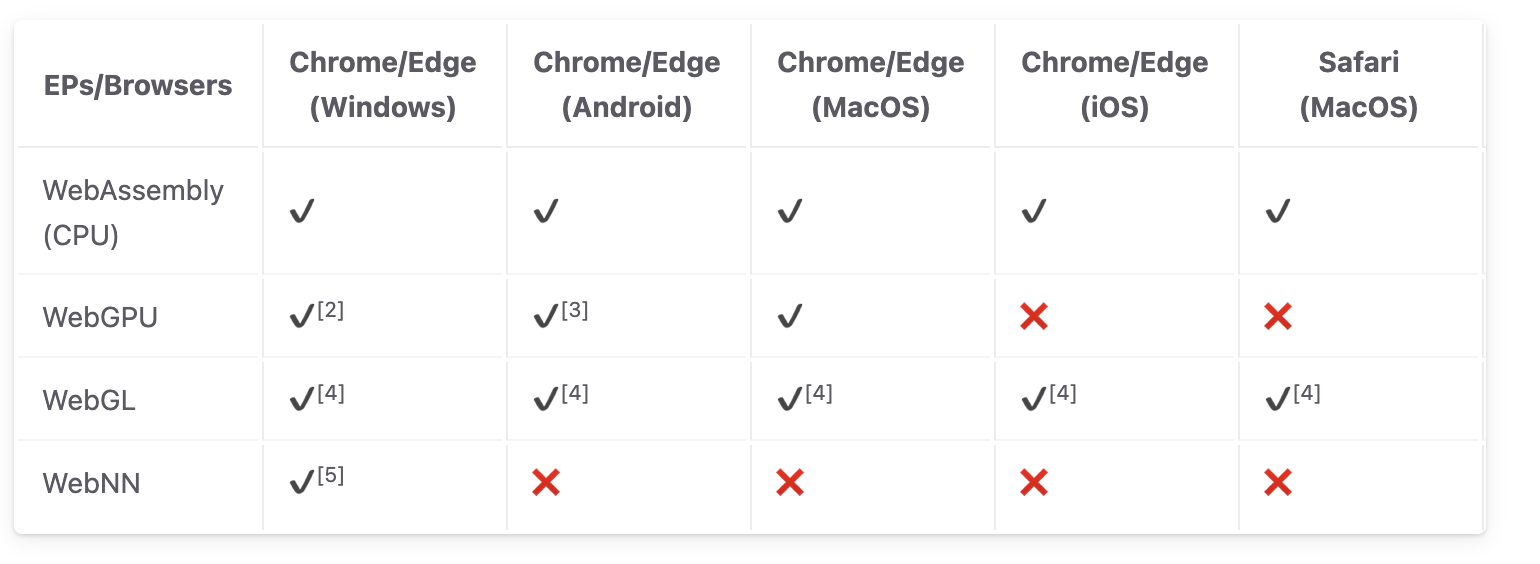 EPs/Browsers
Chrome/Edge
(Windows)
Chrome/Edge
(Android)
Chrome/Edge
(MacOS)
Chrome/Edge
(iOS)
Safari
(MacOS)
WebAssembly
(CPU)
✔
✔
✔
✔
✔
WebGPU
✔[2]
✔[3]
✔
❌
❌
WebGL
✔[4]
✔[4]
✔[4]
✔[4]
✔[4]
WebNN
✔[5]
❌
❌
❌
❌